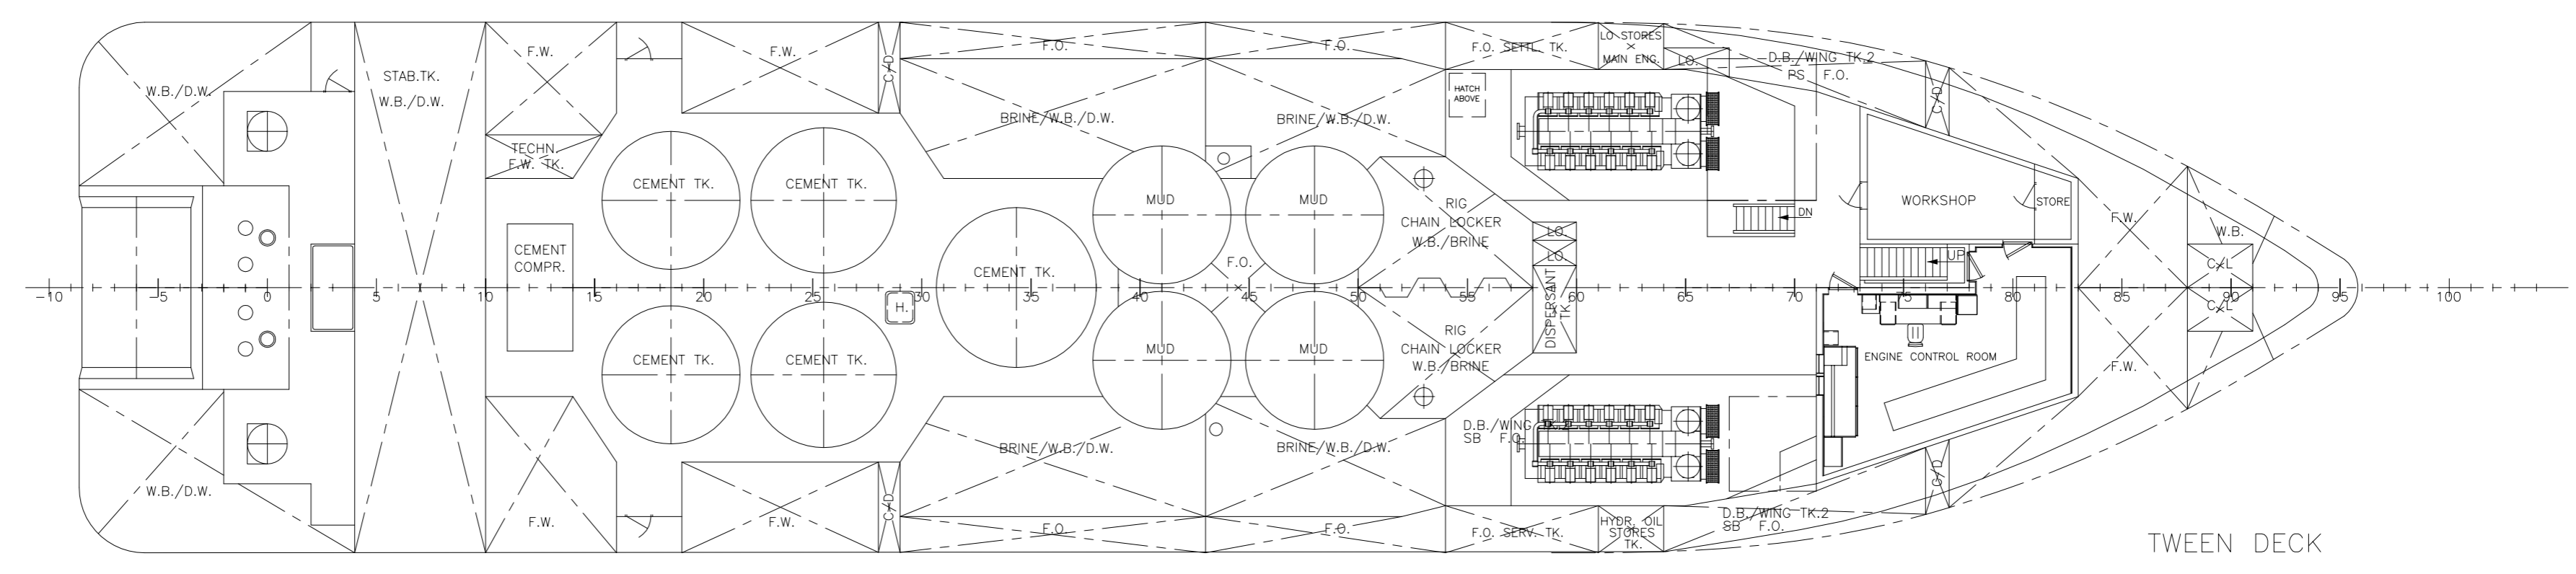 F.W.
F.W.
C/D
F.O.
F.O.
F.O. SETTL. TK.
LO STORES
MAIN ENG.
LO.
D.B./WING TK.2
PS F.O.
C/D
W.B./D.W.
STAB.TK.
W.B./D.W.
HATCH
ABOVE
BRINE/W.B./D.W.
BRINE/W.B./D.W.
TECHN.
F.W. TK.
CEMENT TK.
CEMENT TK.
MUD
MUD
RIG
CHAIN LOCKER
W.B./BRINE
DN
WORKSHOP
STORE
F.W.
W.B.
CEMENT
COMPR.
CEMENT TK.
F.O.
LO.
LO
UP
C/L
-10 -5 0 5 10 15 20 25 30 35 40 45 50 55 60 65 70 75 80 85 90 95 100
H.
DISPERSANT
TK.
C/L
CEMENT TK.
CEMENT TK.
MUD
MUD
RIG
CHAIN LOCKER
W.B./BRINE
ENGINE CONTROL ROOM
F.W.
BRINE/W.B./D.W.
BRINE/W.B./D.W.
D.B./WING TK.2
SB F.O.
W.B./D.W.
F.W.
F.W.
C/D
F.O.
F.O.
F.O. SERV. TK.
HYDR. OIL
STORES
TK.
D.B./WING TK.2
SB F.O.
C/D
TWEEN DECK